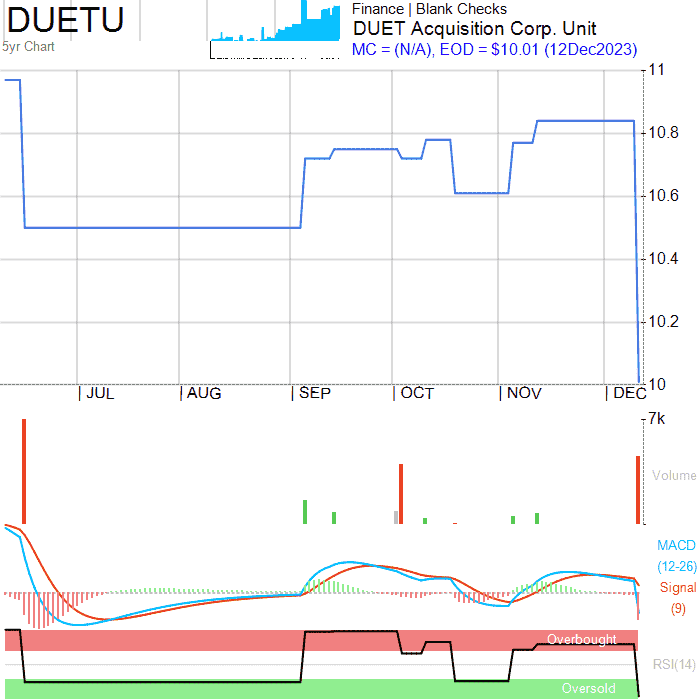 DUETU
5yr Chart
Finance | Blank Checks
DUET Acquisition Corp. Unit
MC = (N/A), EOD = $10.01 (12Dec2023)
11
10.8
10.6
10.4
10.2
10
| JUL | AUG | SEP | OCT | NOV | DEC
7k
Volume
MACD
(12-26)
Signal
(9)
Overbought
RSI(14)
Oversold